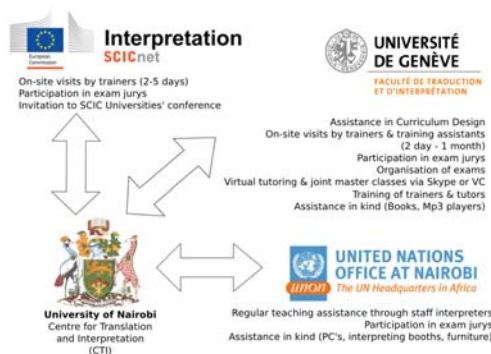 European
Commission
Interpretation
SCICnet
On-site visits by trainers (2-5 days)
Participation in exam jurys
Invitation to SCIC Universities' conference
UNIVERSITÉ
DE GENÈVE
FACULTÉ DE TRADUCTION
ET D'INTERPRÉTATION
Assistance in Curriculum Design
On-site visits by trainers & training assistants
(2 day - 1 month)
Participation in exam jurys
Organisation of exams
Virtual tutoring & joint master classes via Skype or VC
Training of trainers & tutors
Assistance in kind (Books, Mp3 players)
University of Nairobi
Centre for Translation
and Interpretation
(CTI)
UNITED NATIONS
OFFICE AT NAIROBI
unon The UN Headquarters in Africa
Regular teaching assistance through staff interpreters
Participation in exam jurys
Assistance in kind (PC's, interpreting booths, furniture)